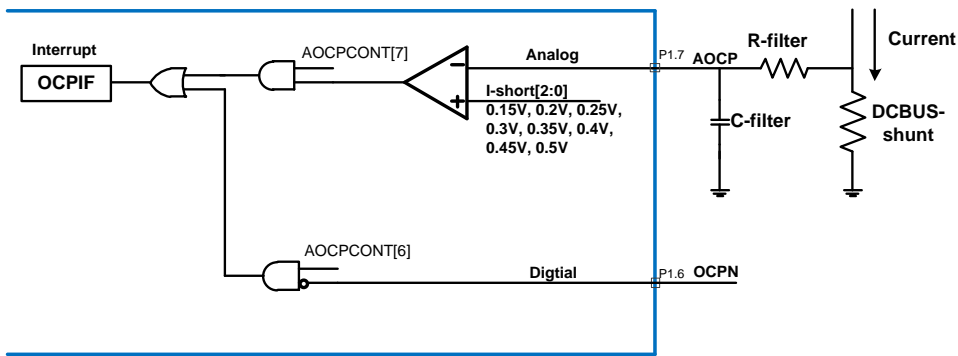 Interrupt
OCPIF
AOCPCONT[7]
Analog
P1.7 AOCP
R-filter
Current
I-short[2:0]
0.15V, 0.2V, 0.25V,
0.3V, 0.35V, 0.4V,
0.45V, 0.5V
C-filter
DCBUS-
shunt
AOCPCONT[6]
Digtial
P1.6 OCPN